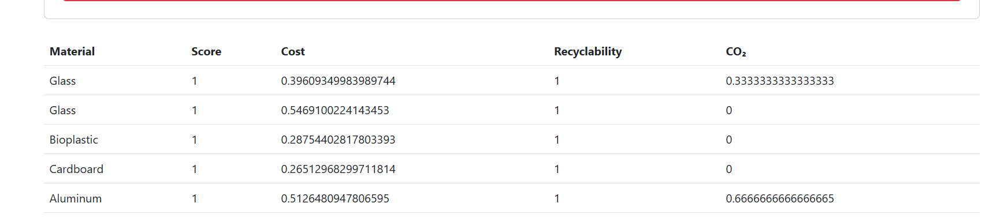 Material Score Cost Recyclability CO₂
Glass 1 0.39609349983989744 1 0.3333333333333333
Glass 1 0.5469100224143453 1 0
Bioplastic 1 0.28754402817803393 1 0
Cardboard 1 0.26512968299711814 1 0
Aluminum 1 0.5126480947806595 1 0.6666666666666665